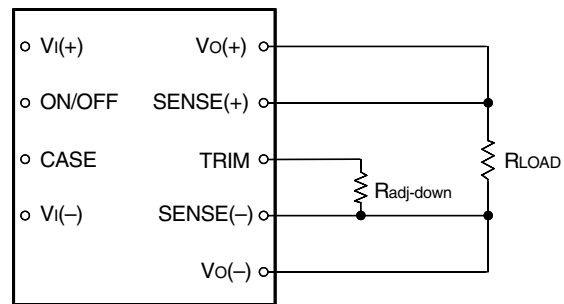 VI(+)
VO(+)
ON/OFF
SENSE(+)
CASE
TRIM
RLOAD
Radj-down
VI(–)
SENSE(–)
VO(–)